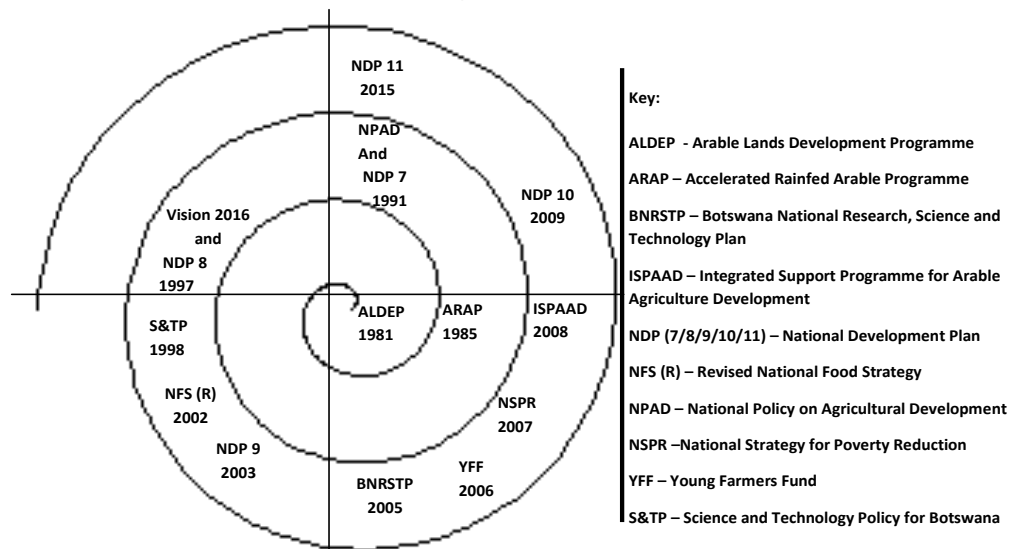 NDP 11
2015
NPAD
And
NDP 7
1991
NDP 10
2009
Vision 2016
and
NDP 8
1997
ALDEP
1981
ARAP
1985
ISPAAD
2008
S&TP
1998
NFS (R)
2002
NDP 9
2003
BNRSTP
2005
YFF
2006
NSPR
2007
Key:
ALDEP - Arable Lands Development Programme
ARAP – Accelerated Rainfed Arable Programme
BNRSTP – Botswana National Research, Science and
Technology Plan
ISPAAD – Integrated Support Programme for Arable
Agriculture Development
NDP (7/8/9/10/11) – National Development Plan
NFS (R) – Revised National Food Strategy
NPAD – National Policy on Agricultural Development
NSPR –National Strategy for Poverty Reduction
YFF – Young Farmers Fund
S&TP – Science and Technology Policy for Botswana